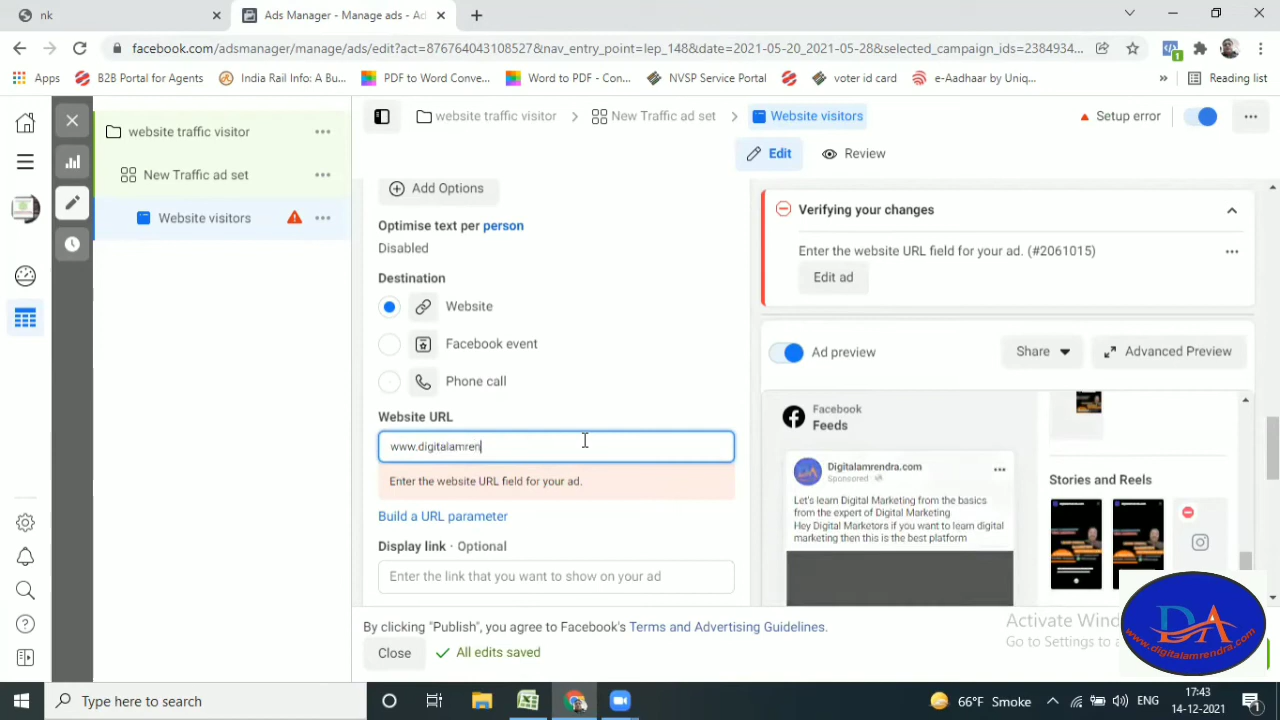 nk
Ads Manager - Manage ads - Ad
facebook.com/adsmanager/manage/ads/edit?act=876764043108527&nav_entry_point=lep_148&date=2021-05-20_2021-05-28&selected_campaign_ids=2384934...
Apps
B2B Portal for Agents
India Rail Info: A Bu...
PDF to Word Conve...
Word to PDF - Con...
NVSP Service Portal
voter id card
e-Aadhaar by Uniq...
»
Reading list
website traffic visitor
New Traffic ad set
Website visitors
website traffic visitor > New Traffic ad set > Website visitors
Setup error
Edit
Review
Add Options
Optimise text per person
Disabled
Destination
Website
Facebook event
Phone call
Website URL
www.digitalamren
Enter the website URL field for your ad.
Build a URL parameter
Display link · Optional
Enter the link that you want to show on your ad
Verifying your changes
Enter the website URL field for your ad. (#2061015)
Edit ad
Ad preview
Share
Advanced Preview
Facebook
Feeds
Digitalamrendra.com
Sponsored
Let's learn Digital Marketing from the basics
from the expert of Digital Marketing
Hey Digital Marketors if you want to learn digital
marketing then this is the best platform
Stories and Reels
By clicking "Publish", you agree to Facebook's Terms and Advertising Guidelines.
Close
All edits saved
Activate Wind
Go to Settings to a
DA
www.digitalamrendra.com
Type here to search
66°F Smoke
ENG
17:43
14-12-2021
1